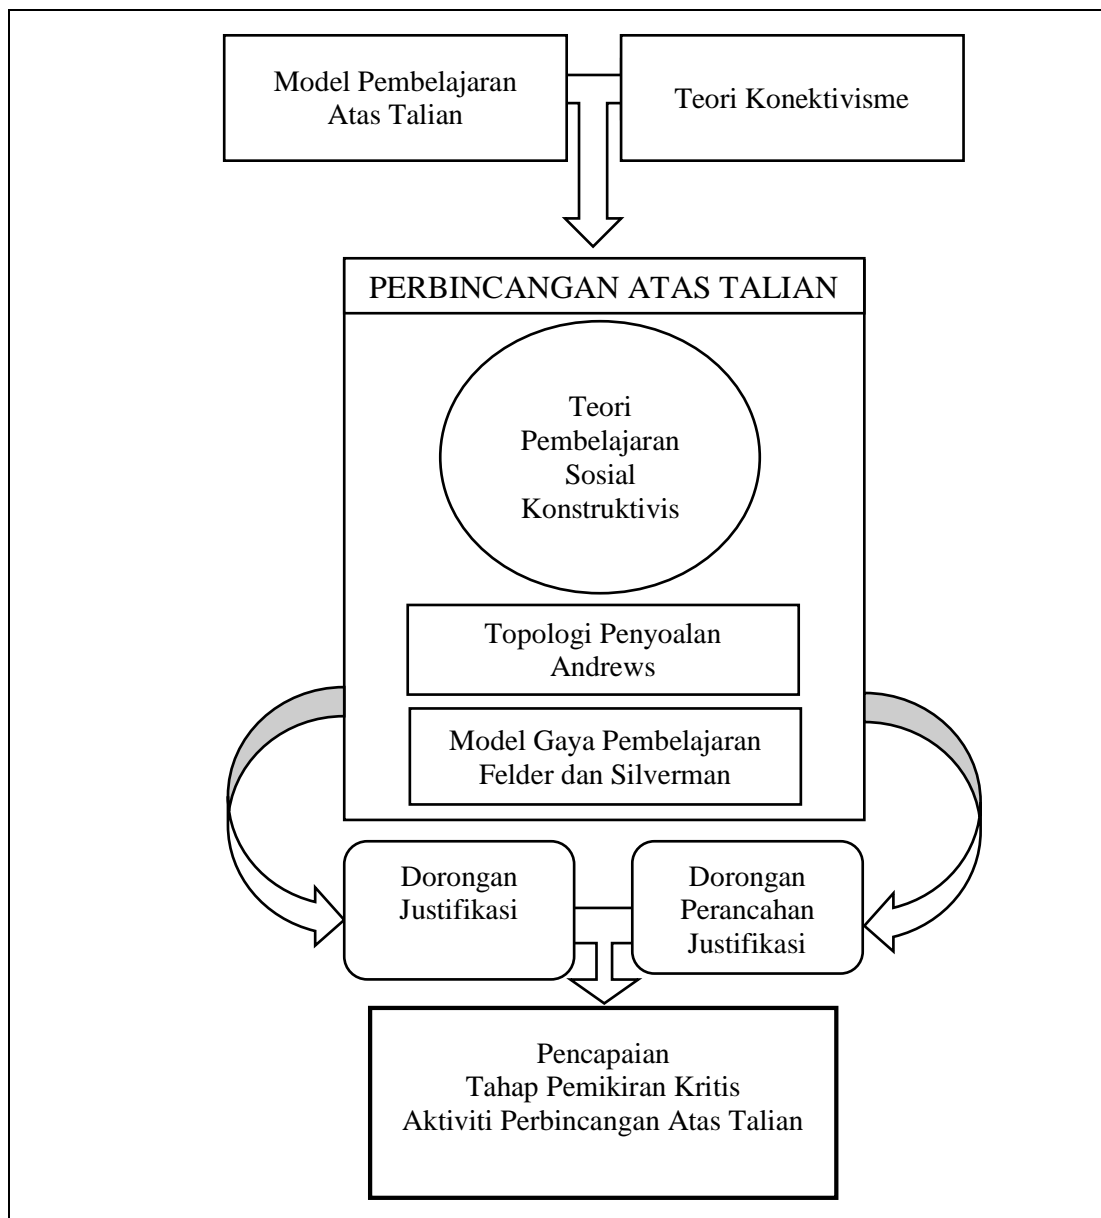 Model Pembelajaran
Atas Talian
Teori Konektivisme
PERBINCANGAN ATAS TALIAN
Teori
Pembelajaran
Sosial
Konstruktivis
Topologi Penyoalan
Andrews
Model Gaya Pembelajaran
Felder dan Silverman
Dorongan
Justifikasi
Dorongan
Perancahan
Justifikasi
Pencapaian
Tahap Pemikiran Kritis
Aktiviti Perbincangan Atas Talian